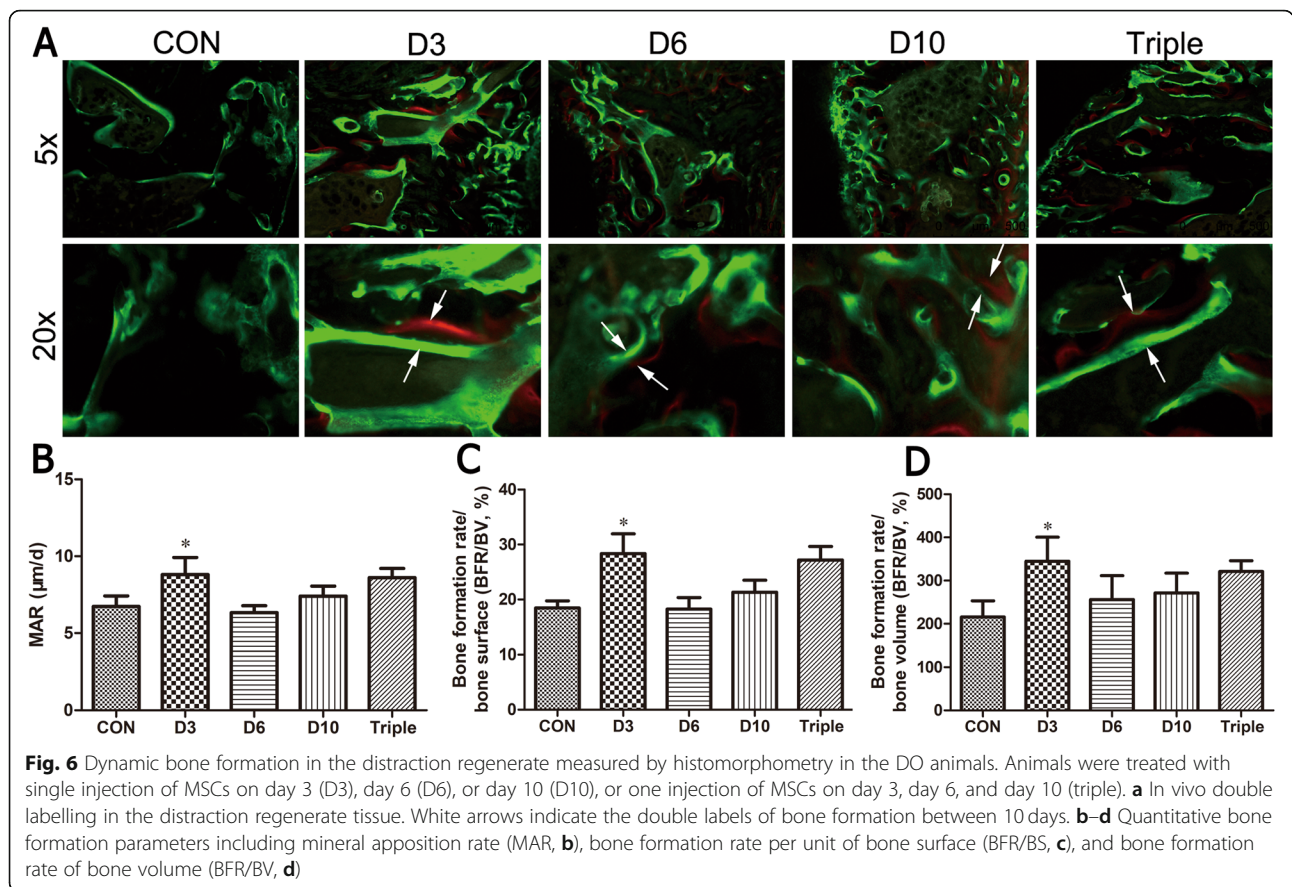 A
CON D3 D6 D10 Triple
5x
20x
B
MAR (μm/d)
15
10
5
0
*
CON D3 D6 D10 Triple
C
Bone formation rate/
bone surface (BFR/BV, %)
40
30
20
10
0
*
CON D3 D6 D10 Triple
D
Bone formation rate/
bone volume (BFR/BV, %)
500
400
300
200
100
0
*
CON D3 D6 D10 Triple
Fig. 6 Dynamic bone formation in the distraction regenerate measured by histomorphometry in the DO animals. Animals were treated with
single injection of MSCs on day 3 (D3), day 6 (D6), or day 10 (D10), or one injection of MSCs on day 3, day 6, and day 10 (triple). a In vivo double
labelling in the distraction regenerate tissue. White arrows indicate the double labels of bone formation between 10 days. b–d Quantitative bone
formation parameters including mineral apposition rate (MAR, b), bone formation rate per unit of bone surface (BFR/BS, c), and bone formation
rate of bone volume (BFR/BV, d)